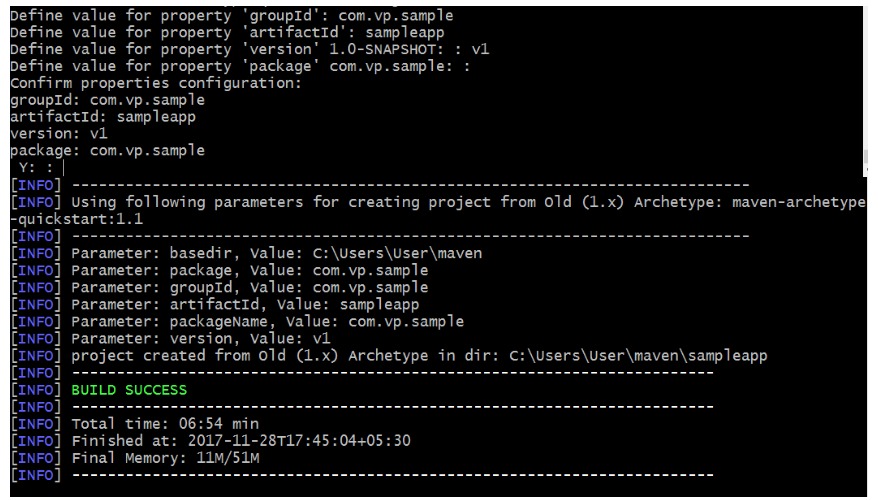 Define value for property 'groupId': com.vp.sample
Define value for property 'artifactId': sampleapp
Define value for property 'version' 1.0-SNAPSHOT: : v1
Define value for property 'package' com.vp.sample: :
Confirm properties configuration:
groupId: com.vp.sample
artifactId: sampleapp
version: v1
package: com.vp.sample
 Y: : |
[INFO] ----------------------------------------------------------------------------
[INFO] Using following parameters for creating project from Old (1.x) Archetype: maven-archetype
-quickstart:1.1
[INFO] ----------------------------------------------------------------------------
[INFO] Parameter: basedir, Value: C:\Users\User\maven
[INFO] Parameter: package, Value: com.vp.sample
[INFO] Parameter: groupId, Value: com.vp.sample
[INFO] Parameter: artifactId, Value: sampleapp
[INFO] Parameter: packageName, Value: com.vp.sample
[INFO] Parameter: version, Value: v1
[INFO] project created from Old (1.x) Archetype in dir: C:\Users\User\maven\sampleapp
[INFO] ------------------------------------------------------------------------
[INFO] BUILD SUCCESS
[INFO] ------------------------------------------------------------------------
[INFO] Total time: 06:54 min
[INFO] Finished at: 2017-11-28T17:45:04+05:30
[INFO] Final Memory: 11M/51M
[INFO] ------------------------------------------------------------------------